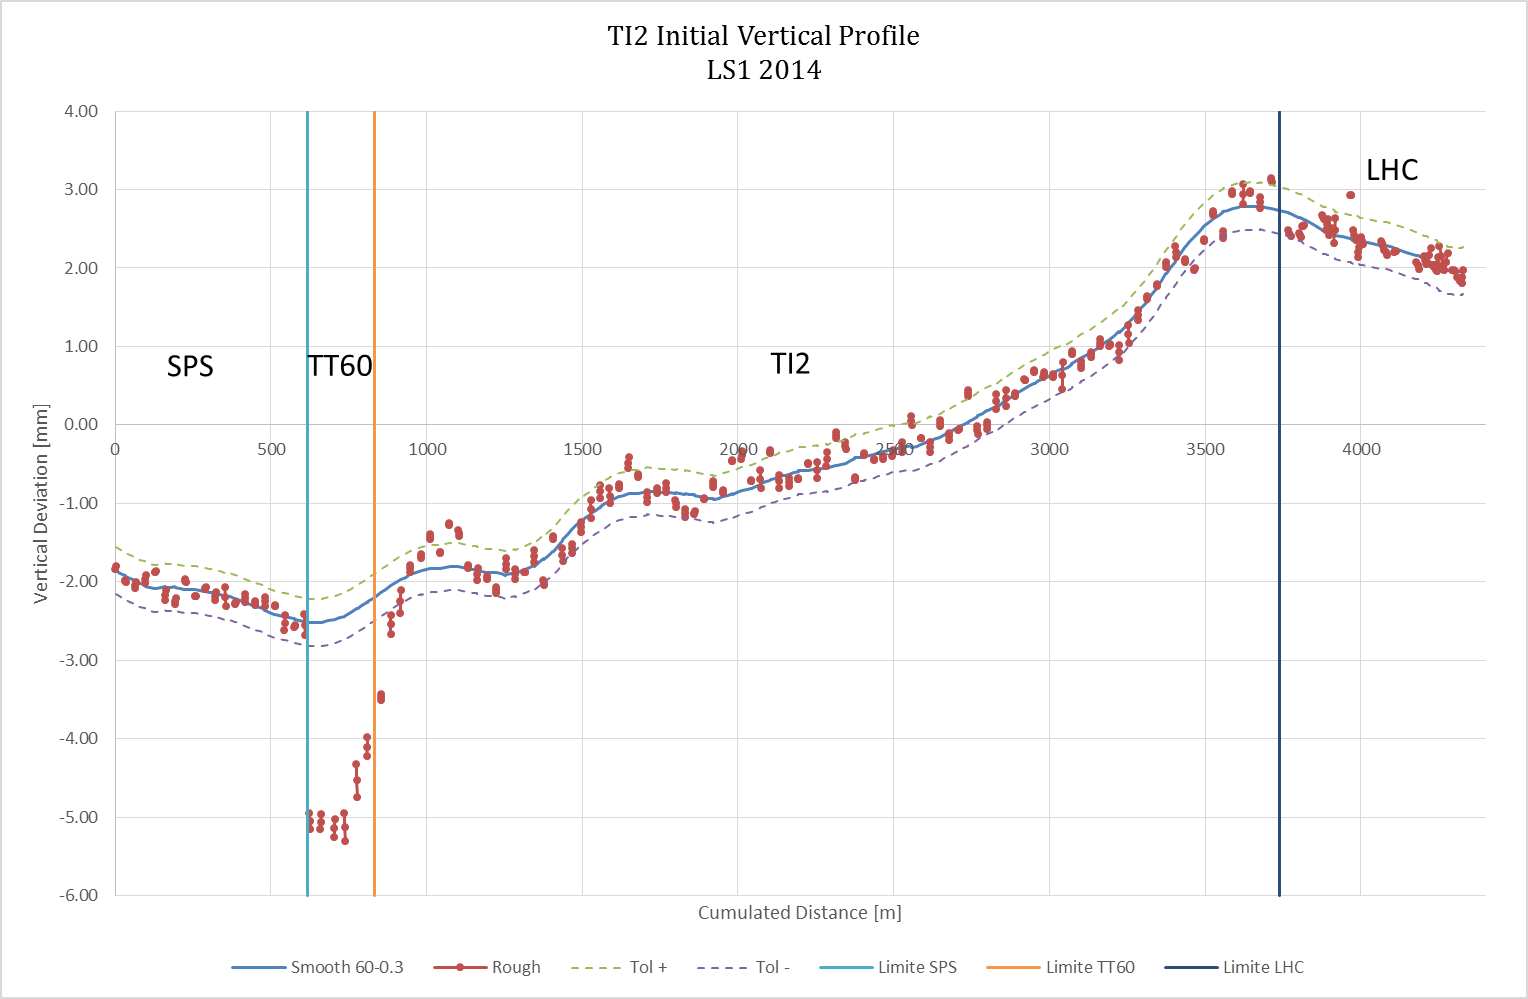 TI2 Initial Vertical Profile
LS1 2014
4.00
3.00
2.00
1.00
0.00
-1.00
-2.00
-3.00
-4.00
-5.00
-6.00
Vertical Deviation [mm]
SPS
TT60
TI2
LHC
0 500 1000 1500 2000 2500 3000 3500 4000
Cumulated Distance [m]
Smooth 60-0.3 Rough Tol + Tol - Limite SPS Limite TT60 Limite LHC